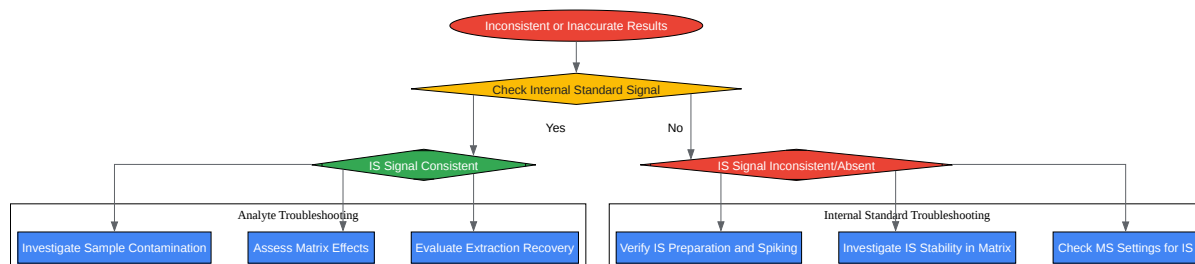 Inconsistent or Inaccurate Results
Check Internal Standard Signal
Yes
No
IS Signal Consistent
IS Signal Inconsistent/Absent
Analyte Troubleshooting
Internal Standard Troubleshooting
Investigate Sample Contamination
Assess Matrix Effects
Evaluate Extraction Recovery
Verify IS Preparation and Spiking
Investigate IS Stability in Matrix
Check MS Settings for IS